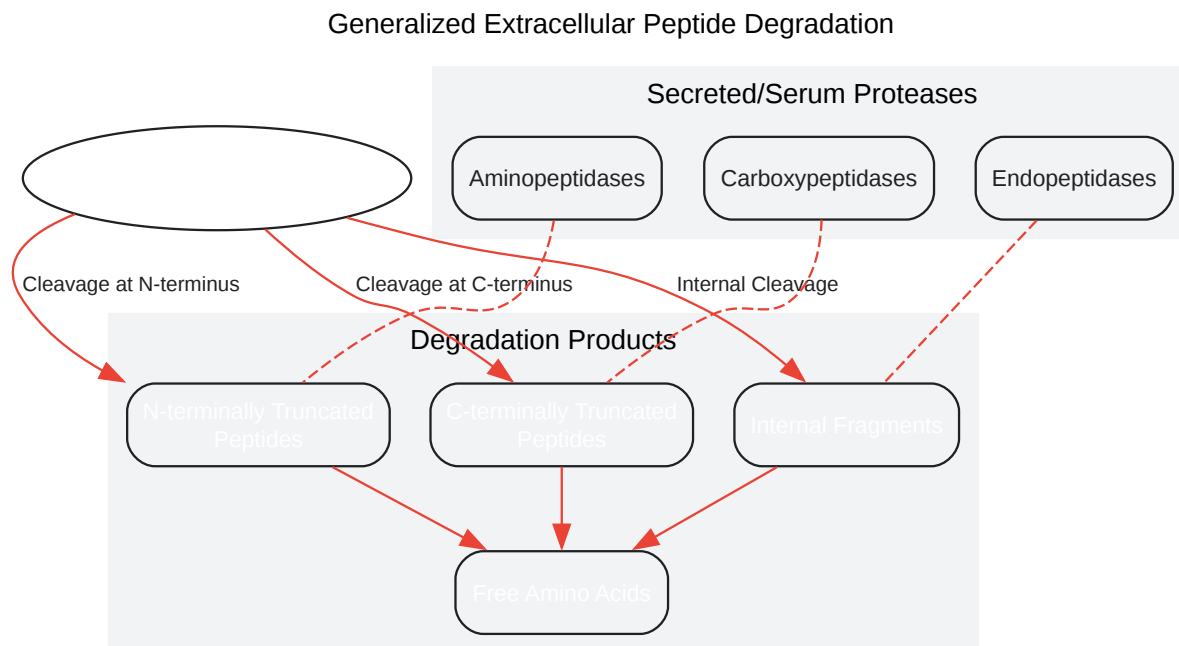 Generalized Extracellular Peptide Degradation
Secreted/Serum Proteases
Aminopeptidases
Carboxypeptidases
Endopeptidases
Cleavage at N-terminus
Cleavage at C-terminus
Internal Cleavage
Degradation Products
N-terminally Truncated
Peptides
C-terminally Truncated
Peptides
Internal Fragments
Free Amino Acids